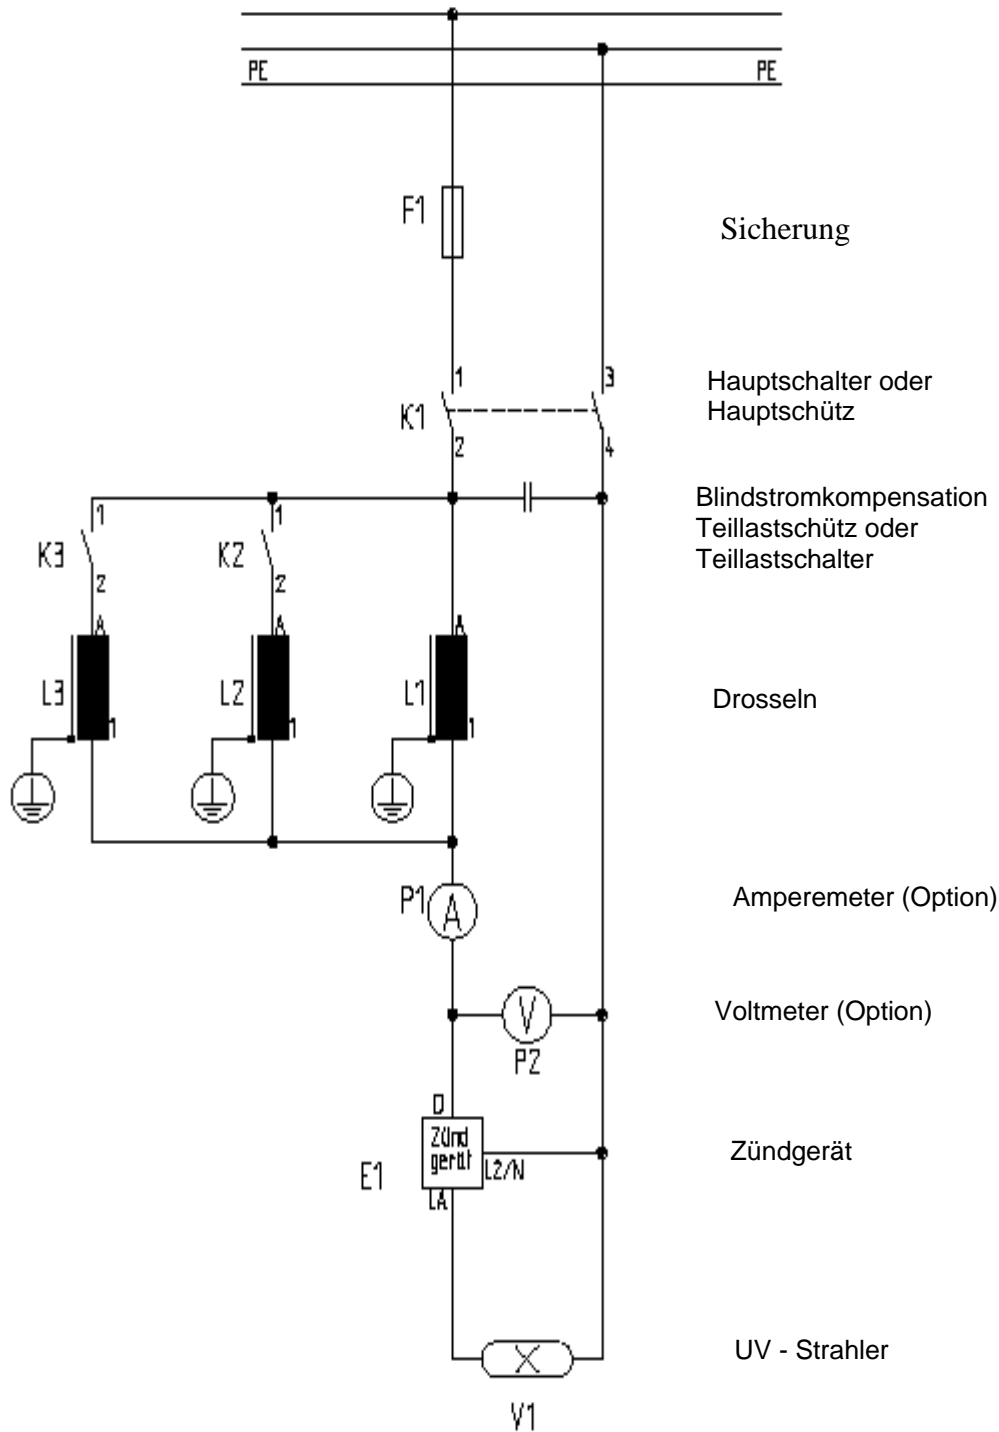 PE PE
F1 Sicherung
1 3 Hauptschalter oder
K1 Hauptschütz
2 4
Blindstromkompensation
1 1 Teillastschütz oder
K3 K2 Teillastschalter
2 2
A A A
L3 L2 L1 Drosseln
1 1 1
P1 A Amperemeter (Option)
V Voltmeter (Option)
P2
D
Zünd
gerät Zündgerät
E1 L2/N
LA
UV - Strahler
V1